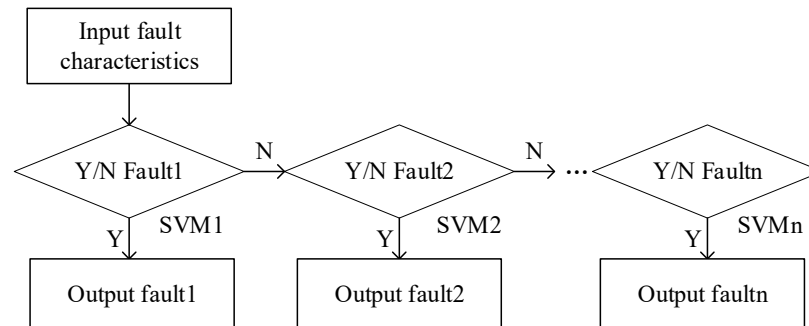 Input fault
characteristics
Y/N Fault1
N
Y/N Fault2
N
...
Y/N Faultn
Y
SVM1
Y
SVM2
Y
SVMn
Output fault1
Output fault2
Output faultn